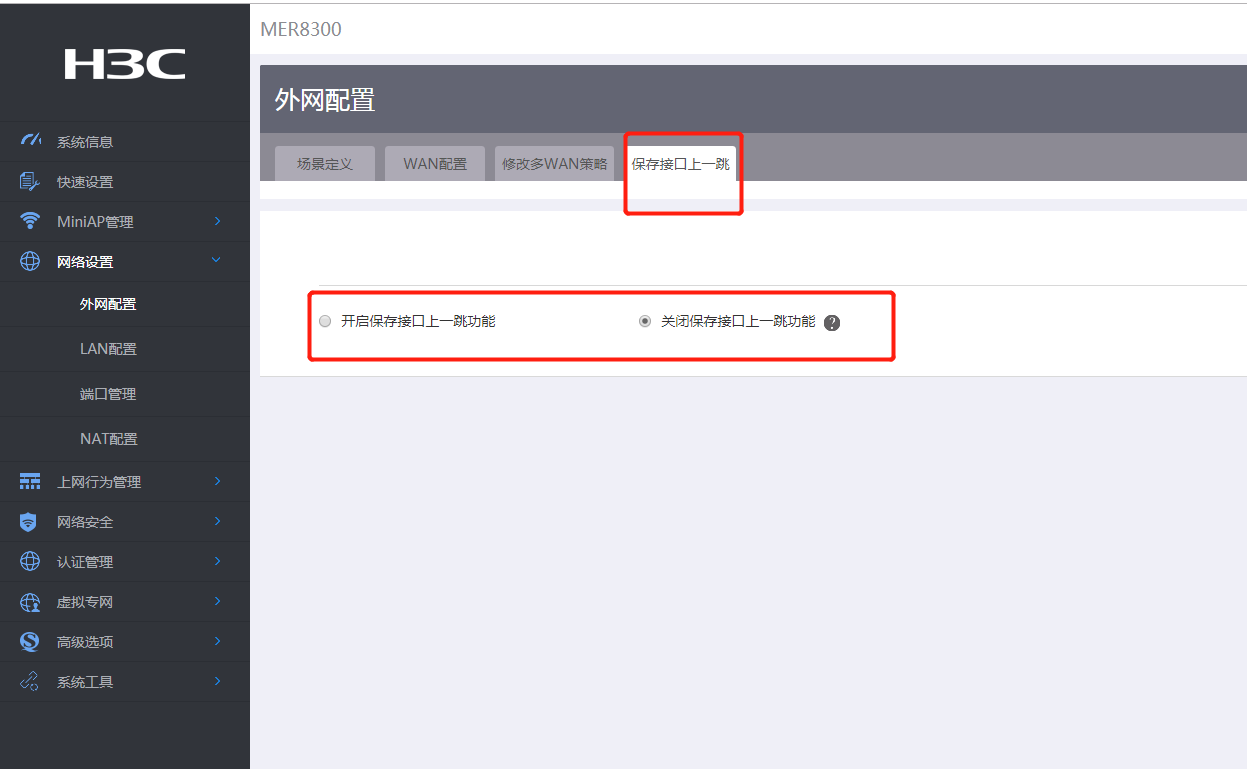 H3C
系统信息
快速设置
MiniAP管理
网络设置
外网配置
LAN配置
端口管理
NAT配置
上网行为管理
网络安全
认证管理
虚拟专网
高级选项
系统工具
MER8300
外网配置
场景定义 WAN配置 修改多WAN策略 保存接口上一跳
开启保存接口上一跳功能 关闭保存接口上一跳功能 ?